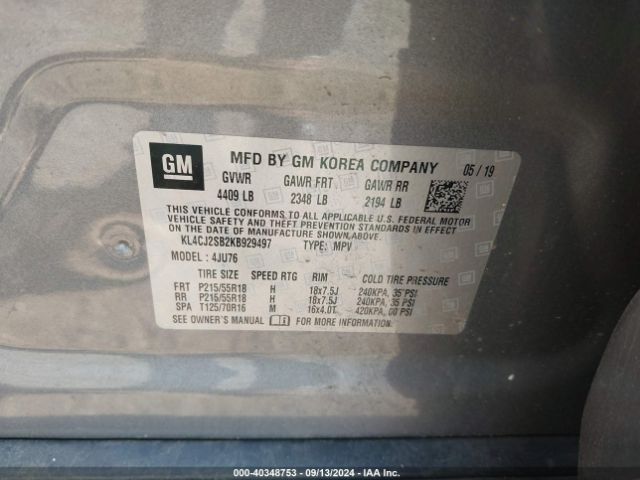 GM
MFD BY GM KOREA COMPANY 05 / 19
GVWR GAWR FRT GAWR RR
4409 LB 2348 LB 2194 LB
THIS VEHICLE CONFORMS TO ALL APPLICABLE U.S. FEDERAL MOTOR
VEHICLE SAFETY AND THEFT PREVENTION STANDARDS IN EFFECT
ON THE DATE OF MANUFACTURE SHOWN ABOVE.
KL4CJ2SB2KB929497 TYPE: MPV
MODEL : 4JU76
TIRE SIZE SPEED RTG RIM COLD TIRE PRESSURE
FRT P215/55R18 H 18x7.5J 240KPA, 35 PSI
RR P215/55R18 H 18x7.5J 240KPA, 35 PSI
SPA T125/70R16 M 16x4.0T 420KPA, 60 PSI
SEE OWNER'S MANUAL FOR MORE INFORMATION.
000-40348753 - 09/13/2024 - IAA Inc.